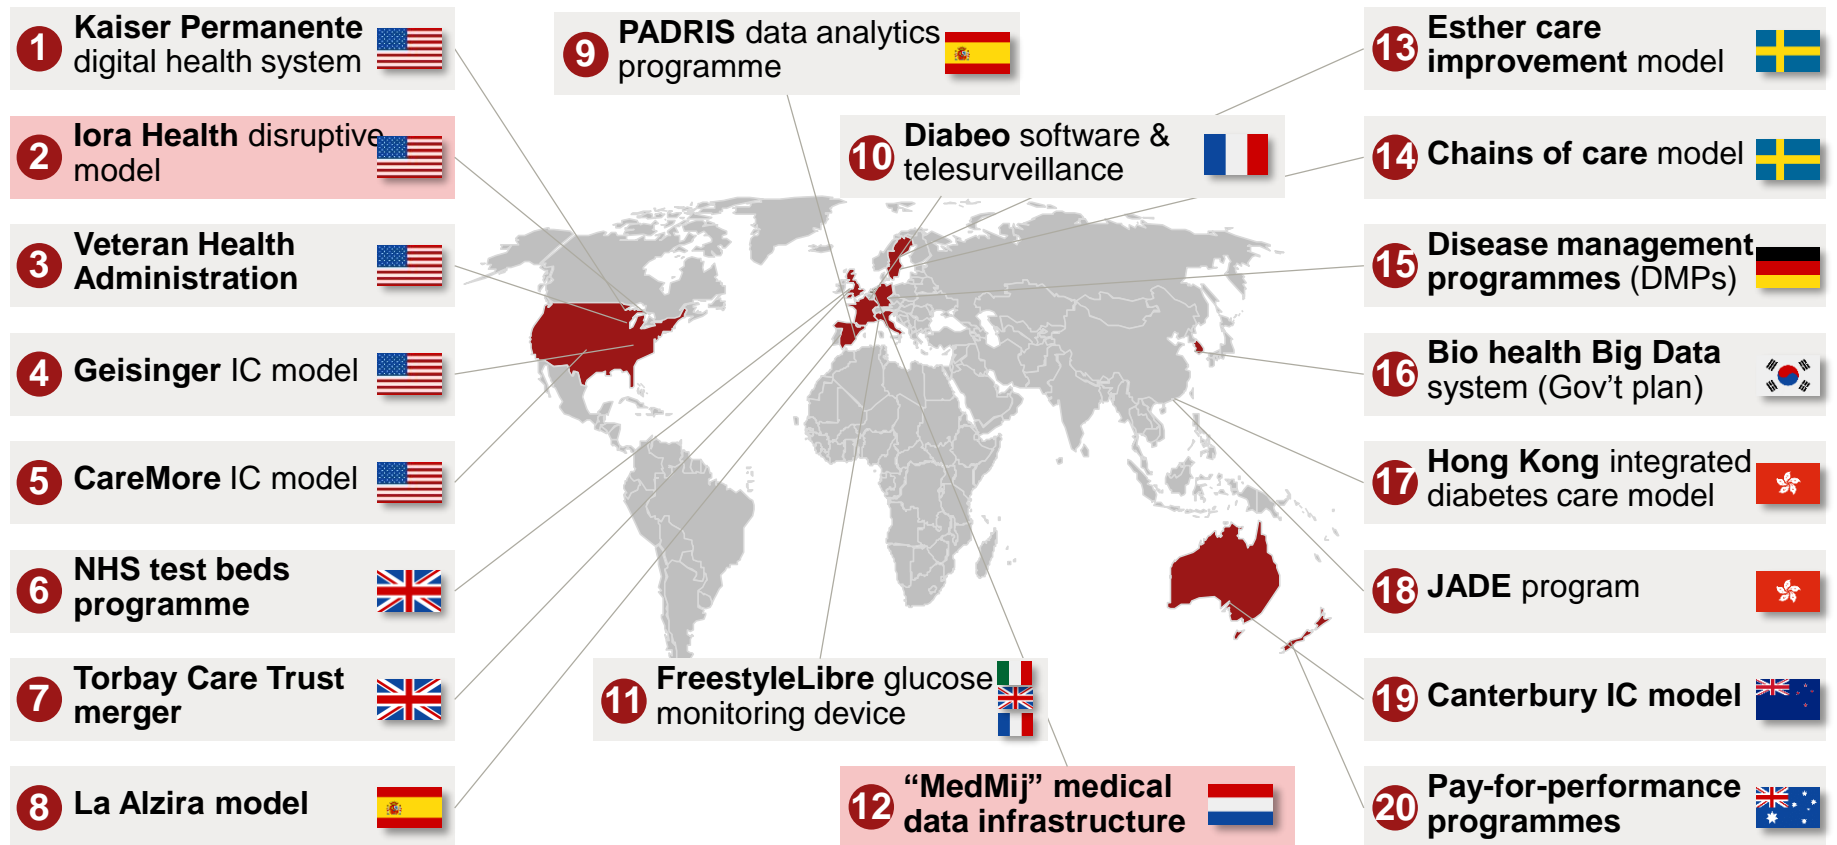 1
Kaiser Permanente
digital health system
2
Iora Health disruptive
model
3
Veteran Health
Administration
4
Geisinger IC model
5
CareMore IC model
6
NHS test beds
programme
7
Torbay Care Trust
merger
8
La Alzira model
9
PADRIS data analytics
programme
10
Diabeo software &
telesurveillance
11
FreestyleLibre glucose
monitoring device
12
“MedMij” medical
data infrastructure
13
Esther care
improvement model
14
Chains of care model
15
Disease management
programmes (DMPs)
16
Bio health Big Data
system (Gov’t plan)
17
Hong Kong integrated
diabetes care model
18
JADE program
19
Canterbury IC model
20
Pay-for-performance
programmes